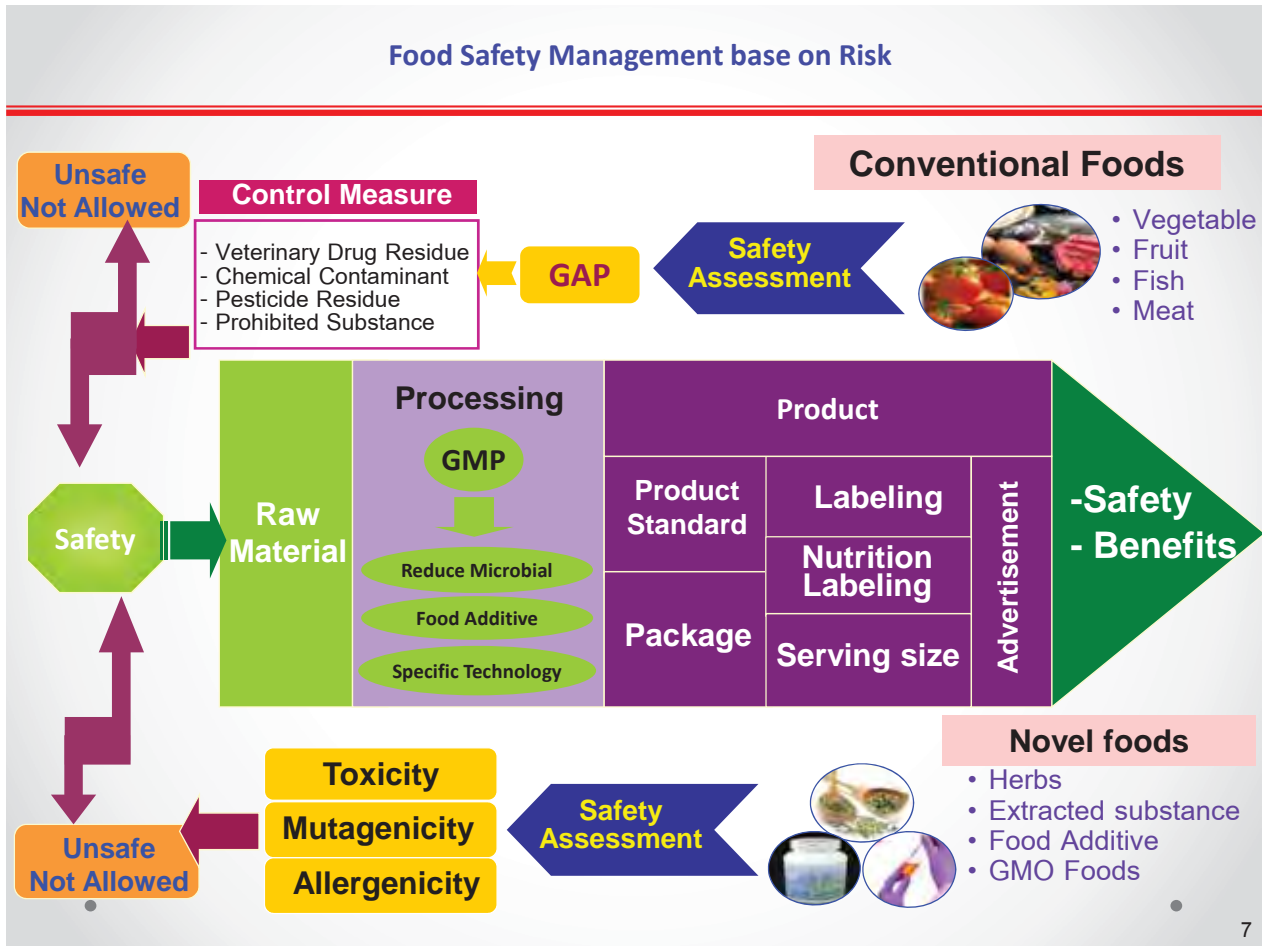 Food Safety Management base on Risk
Unsafe
Not Allowed
Control Measure
- Veterinary Drug Residue
- Chemical Contaminant
- Pesticide Residue
- Prohibited Substance
GAP
Safety
Assessment
Conventional Foods
• Vegetable
• Fruit
• Fish
• Meat
Safety
Raw
Material
Processing
GMP
Reduce Microbial
Food Additive
Specific Technology
Product
Product
Standard
Package
Labeling
Nutrition
Labeling
Serving size
Advertisement
-Safety
- Benefits
Unsafe
Not Allowed
Toxicity
Mutagenicity
Allergenicity
Safety
Assessment
Novel foods
• Herbs
• Extracted substance
• Food Additive
• GMO Foods
7